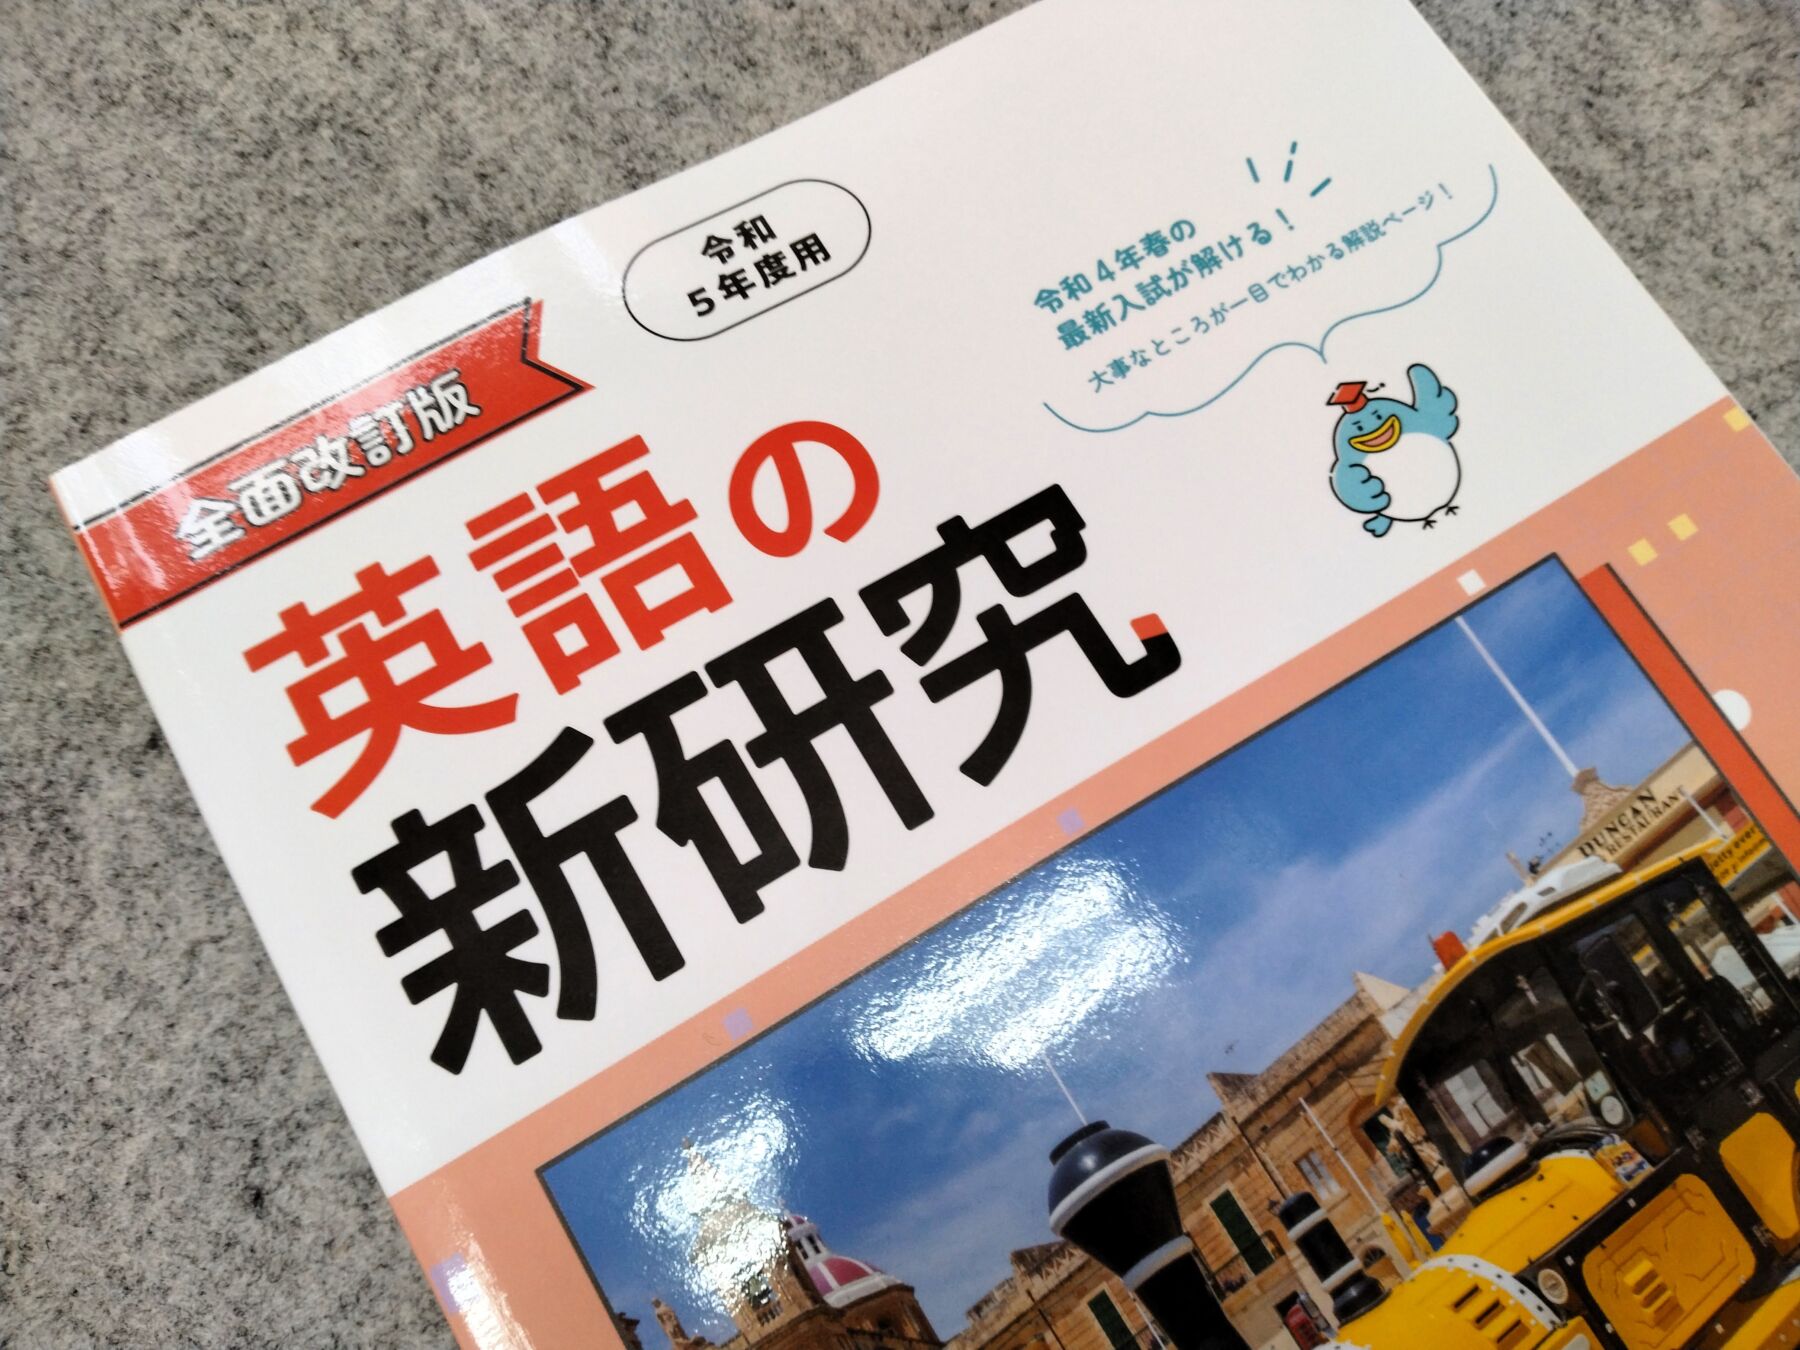 令和
5年度用
令和4年春の
最新入試が解ける！
大事なところが一目でわかる解説ページ！
全面改訂版
英語の
新研究
DUNCAN
RESTAURANT